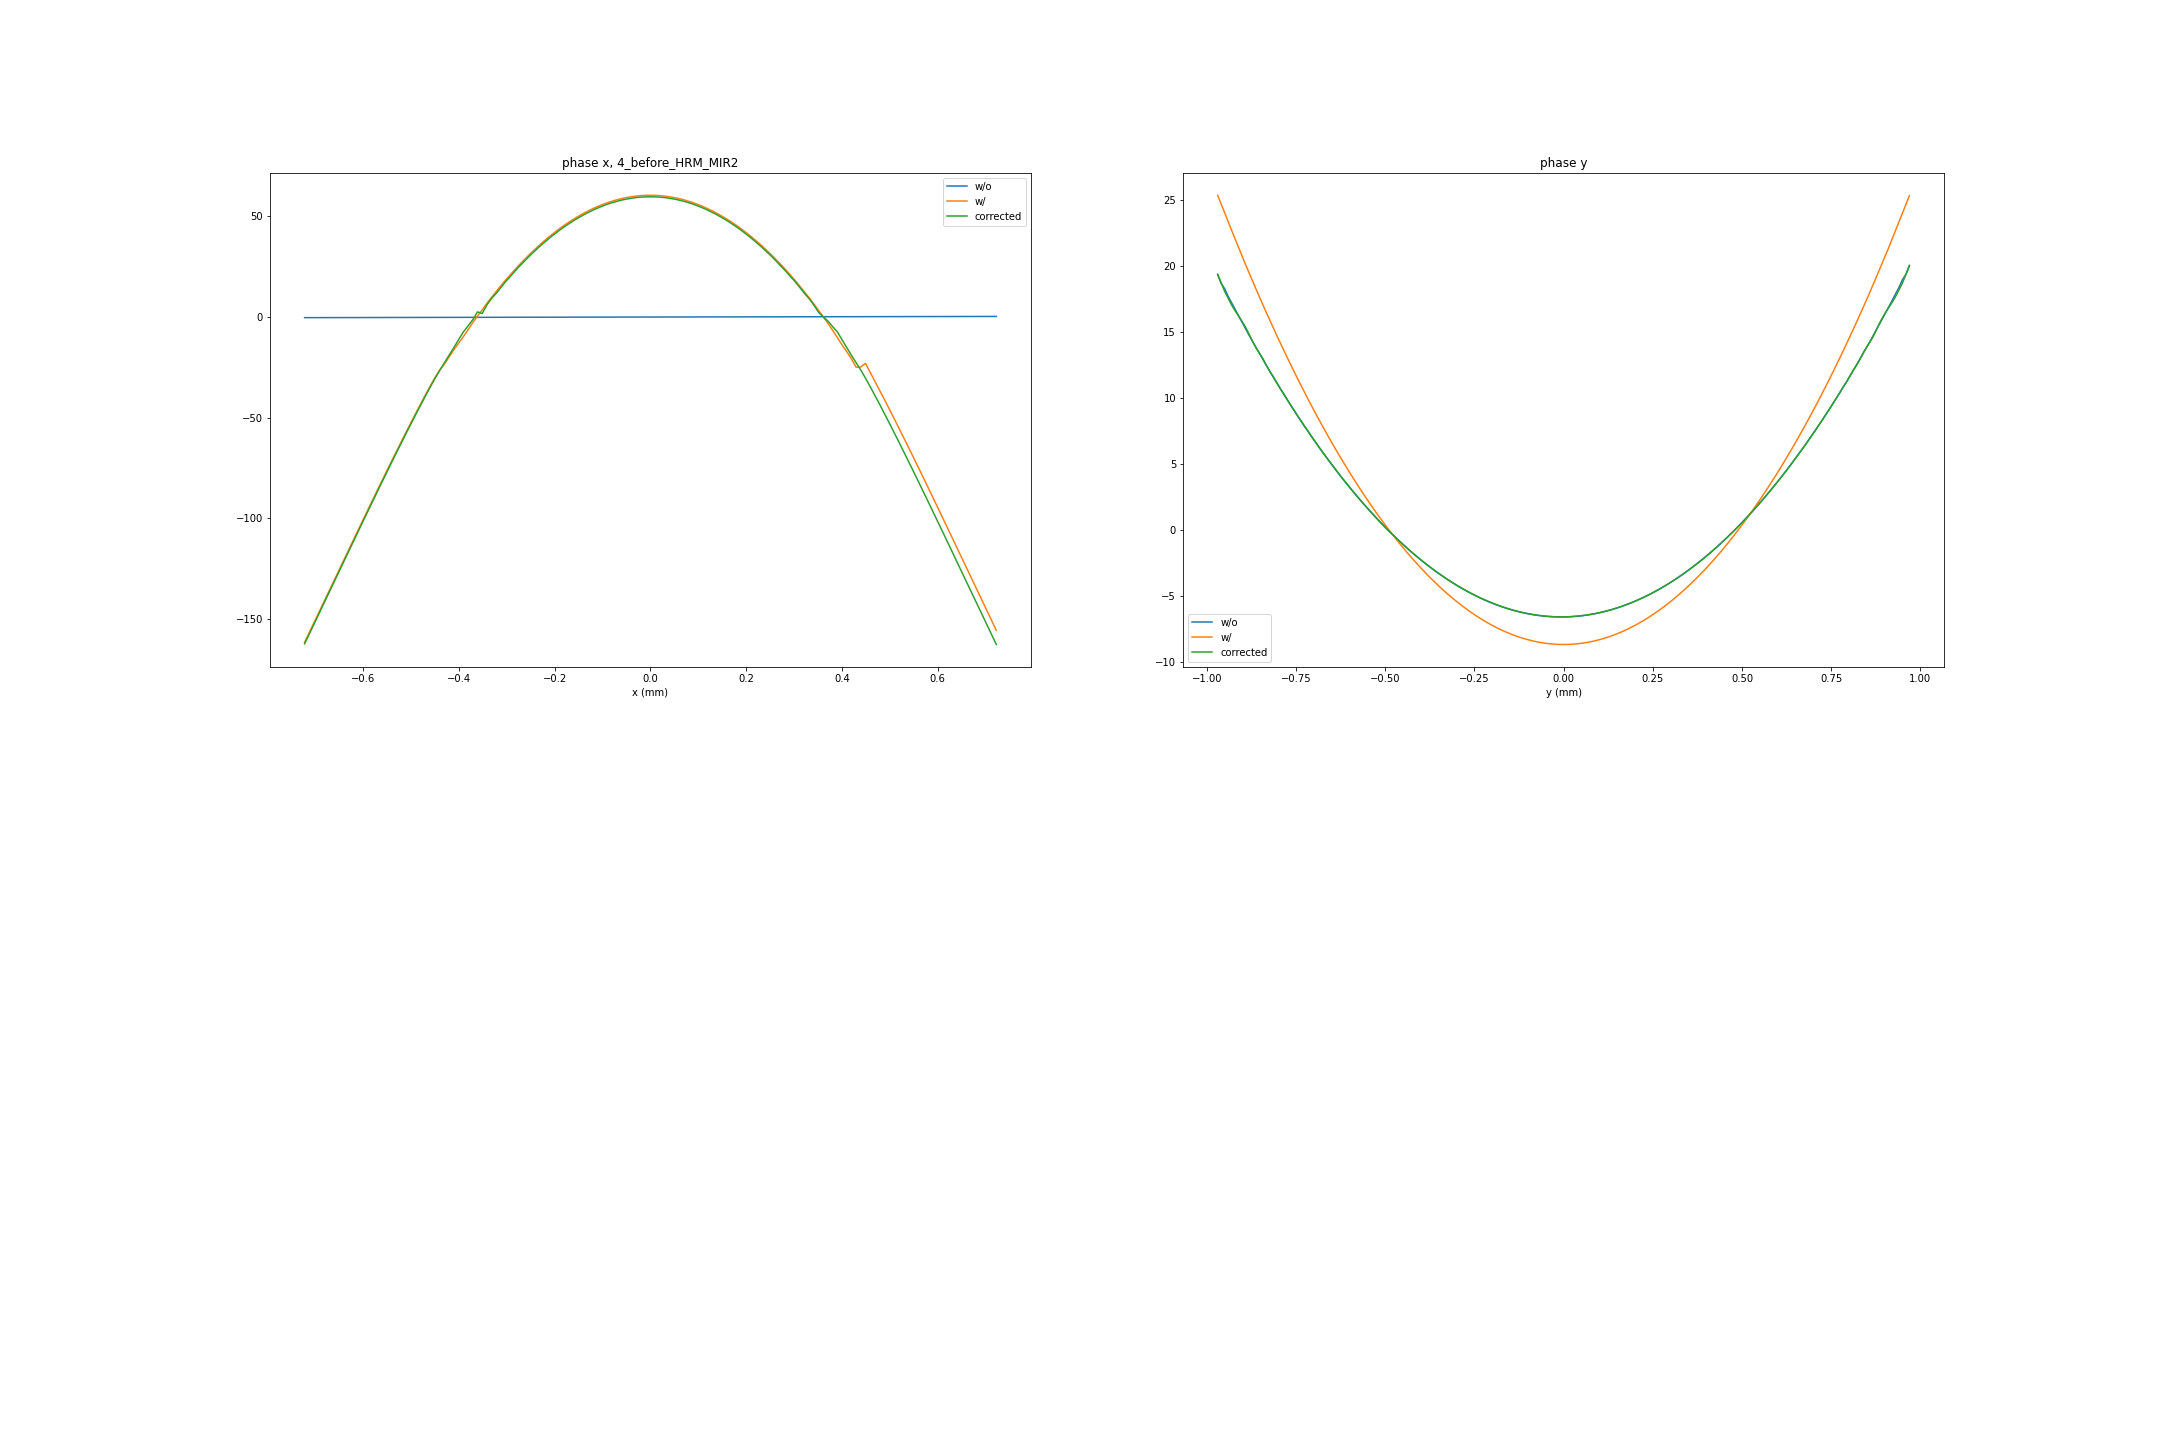 phase x, 4_before_HRM_MIR2
w/o
w/
corrected
50
0
−50
−100
−150
−0.6 −0.4 −0.2 0.0 0.2 0.4 0.6
x (mm)
phase y
25
20
15
10
5
0
−5
−10
w/o
w/
corrected
−1.00 −0.75 −0.50 −0.25 0.00 0.25 0.50 0.75 1.00
y (mm)